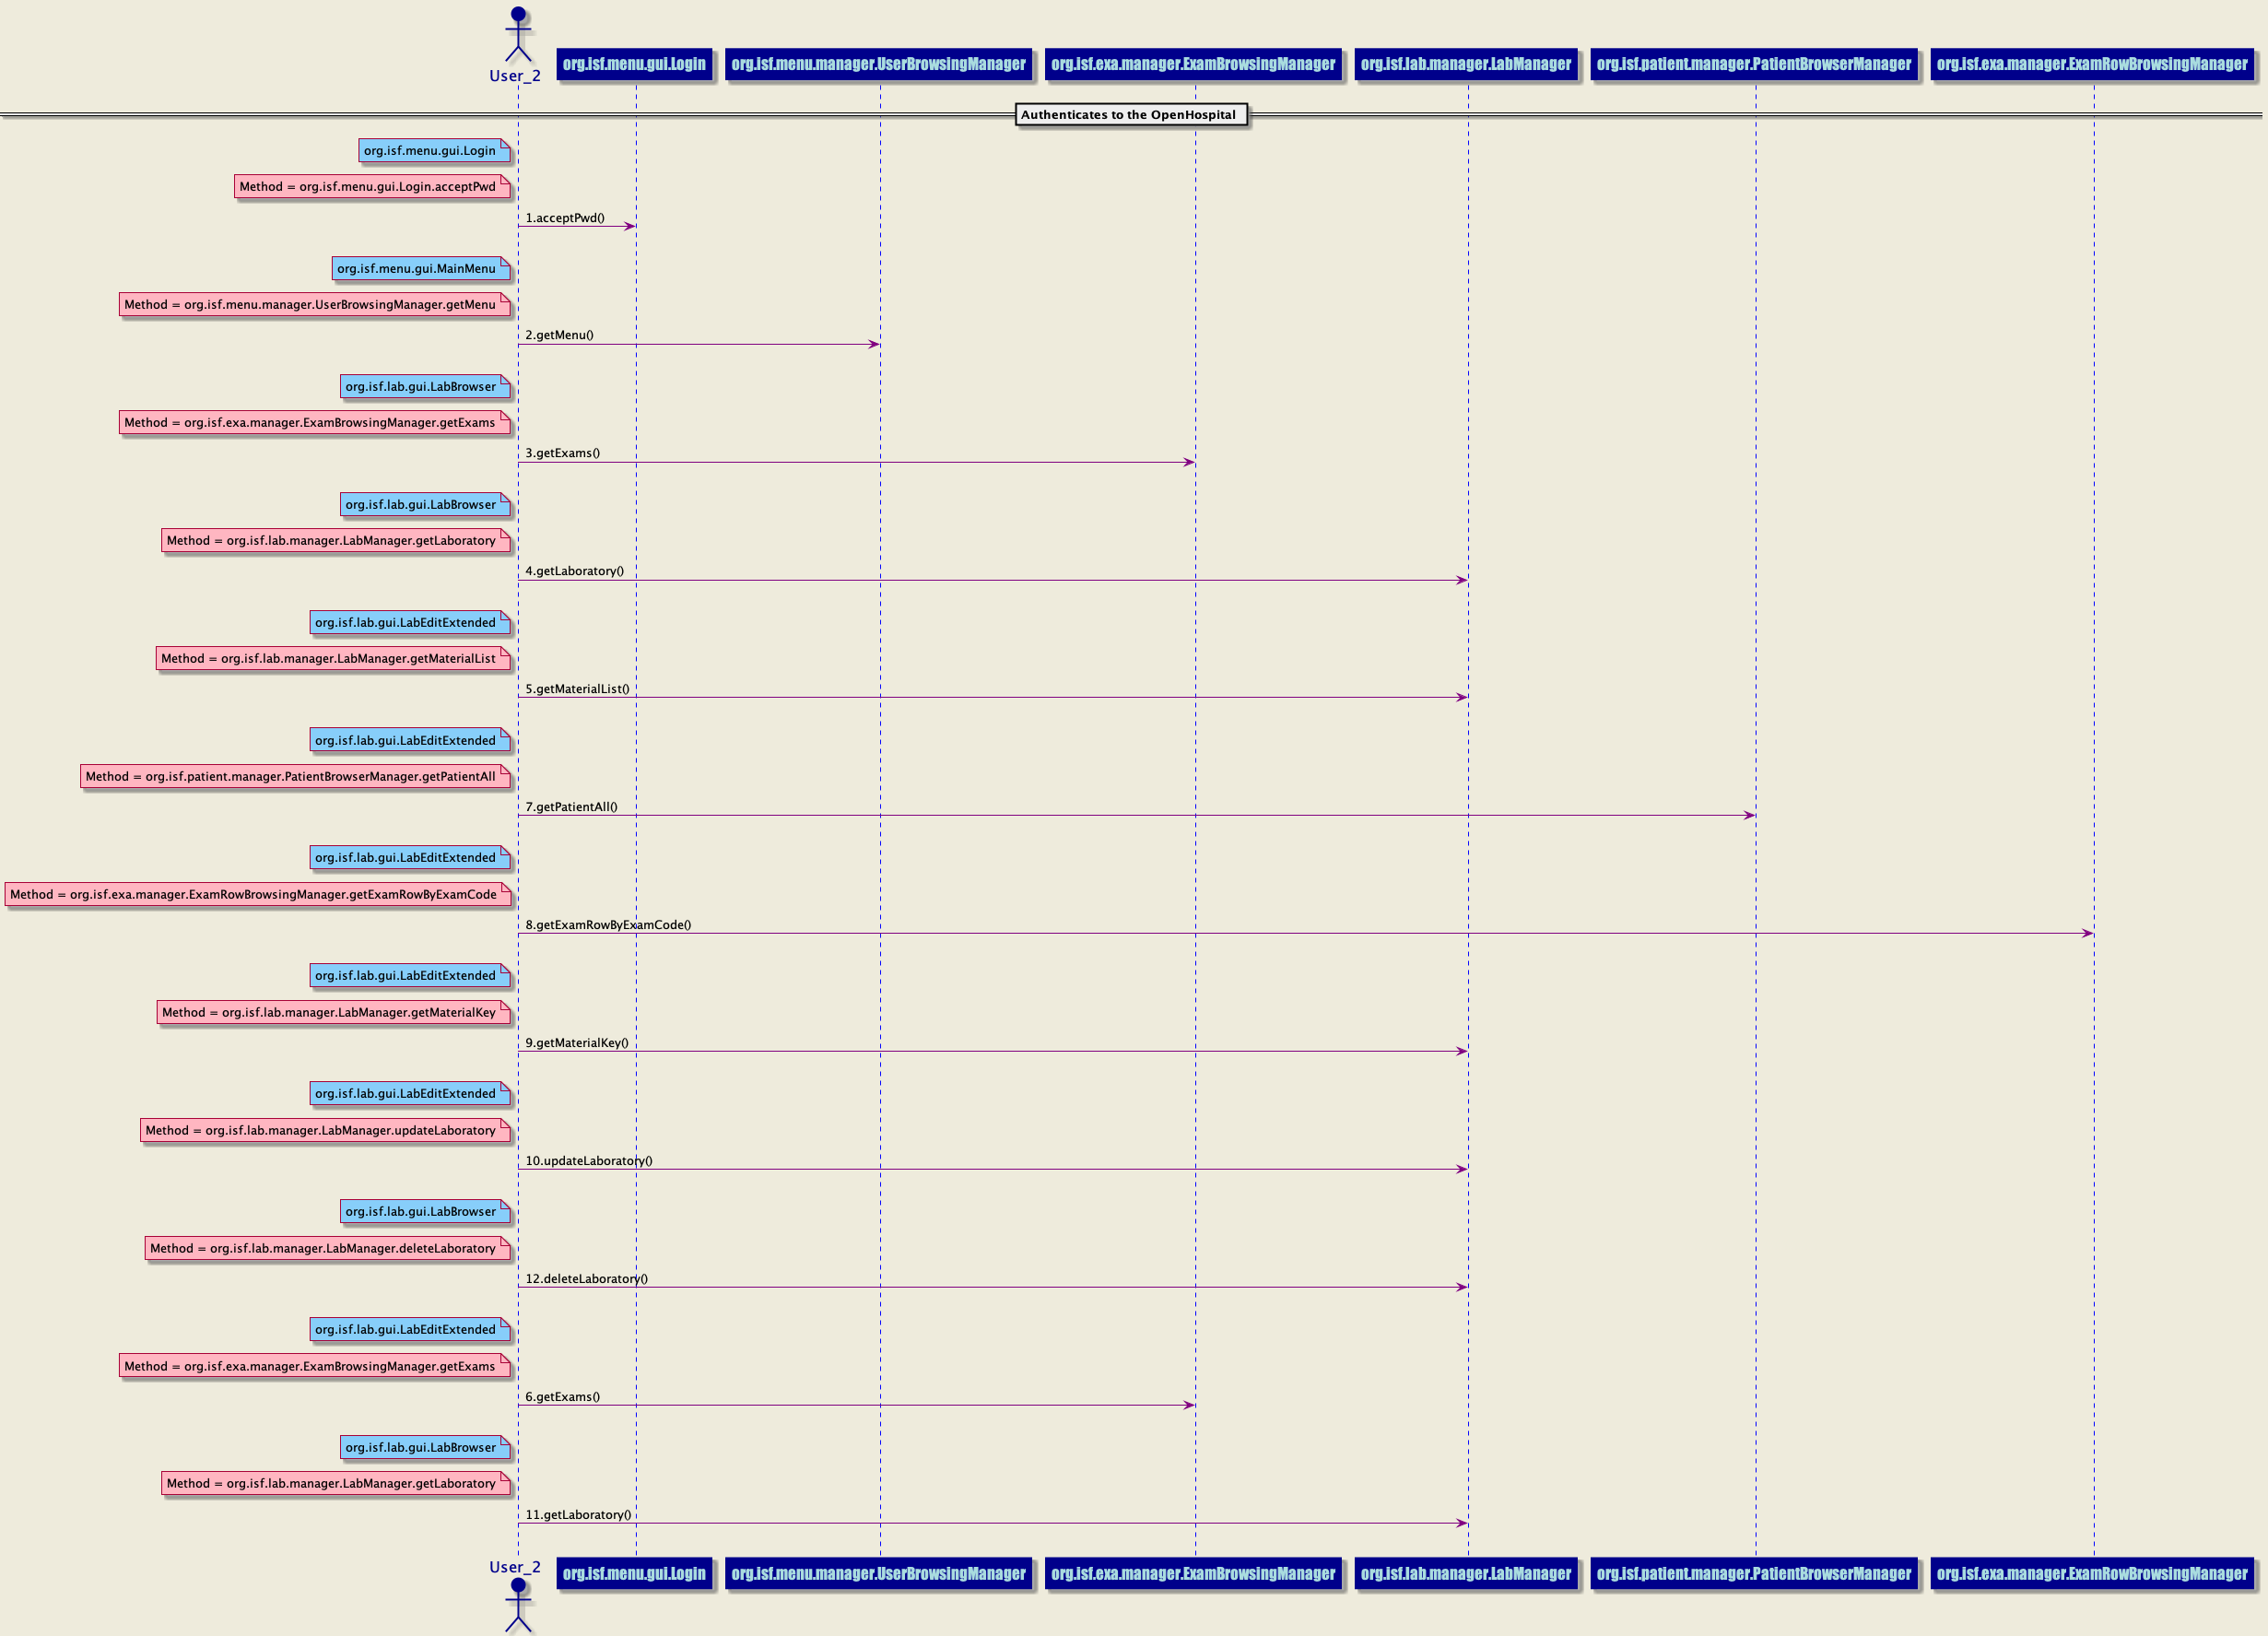 User_2
org.isf.menu.gui.Login
org.isf.menu.manager.UserBrowsingManager
org.isf.exa.manager.ExamBrowsingManager
org.isf.lab.manager.LabManager
org.isf.patient.manager.PatientBrowserManager
org.isf.exa.manager.ExamRowBrowsingManager
Authenticates to the OpenHospital
org.isf.menu.gui.Login
Method = org.isf.menu.gui.Login.acceptPwd
1.acceptPwd()
org.isf.menu.gui.MainMenu
Method = org.isf.menu.manager.UserBrowsingManager.getMenu
2.getMenu()
org.isf.lab.gui.LabBrowser
Method = org.isf.exa.manager.ExamBrowsingManager.getExams
3.getExams()
org.isf.lab.gui.LabBrowser
Method = org.isf.lab.manager.LabManager.getLaboratory
4.getLaboratory()
org.isf.lab.gui.LabEditExtended
Method = org.isf.lab.manager.LabManager.getMaterialList
5.getMaterialList()
org.isf.lab.gui.LabEditExtended
Method = org.isf.patient.manager.PatientBrowserManager.getPatientAll
7.getPatientAll()
org.isf.lab.gui.LabEditExtended
Method = org.isf.exa.manager.ExamRowBrowsingManager.getExamRowByExamCode
8.getExamRowByExamCode()
org.isf.lab.gui.LabEditExtended
Method = org.isf.lab.manager.LabManager.getMaterialKey
9.getMaterialKey()
org.isf.lab.gui.LabEditExtended
Method = org.isf.lab.manager.LabManager.updateLaboratory
10.updateLaboratory()
org.isf.lab.gui.LabBrowser
Method = org.isf.lab.manager.LabManager.deleteLaboratory
12.deleteLaboratory()
org.isf.lab.gui.LabEditExtended
Method = org.isf.exa.manager.ExamBrowsingManager.getExams
6.getExams()
org.isf.lab.gui.LabBrowser
Method = org.isf.lab.manager.LabManager.getLaboratory
11.getLaboratory()
User_2
org.isf.menu.gui.Login
org.isf.menu.manager.UserBrowsingManager
org.isf.exa.manager.ExamBrowsingManager
org.isf.lab.manager.LabManager
org.isf.patient.manager.PatientBrowserManager
org.isf.exa.manager.ExamRowBrowsingManager